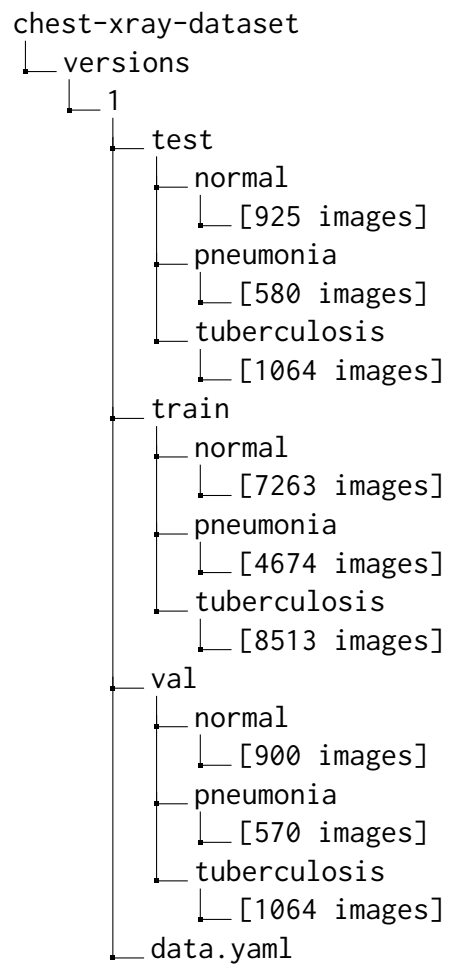 chest-xray-dataset
versions
1
test
normal
[925 images]
pneumonia
[580 images]
tuberculosis
[1064 images]
train
normal
[7263 images]
pneumonia
[4674 images]
tuberculosis
[8513 images]
val
normal
[900 images]
pneumonia
[570 images]
tuberculosis
[1064 images]
data.yaml